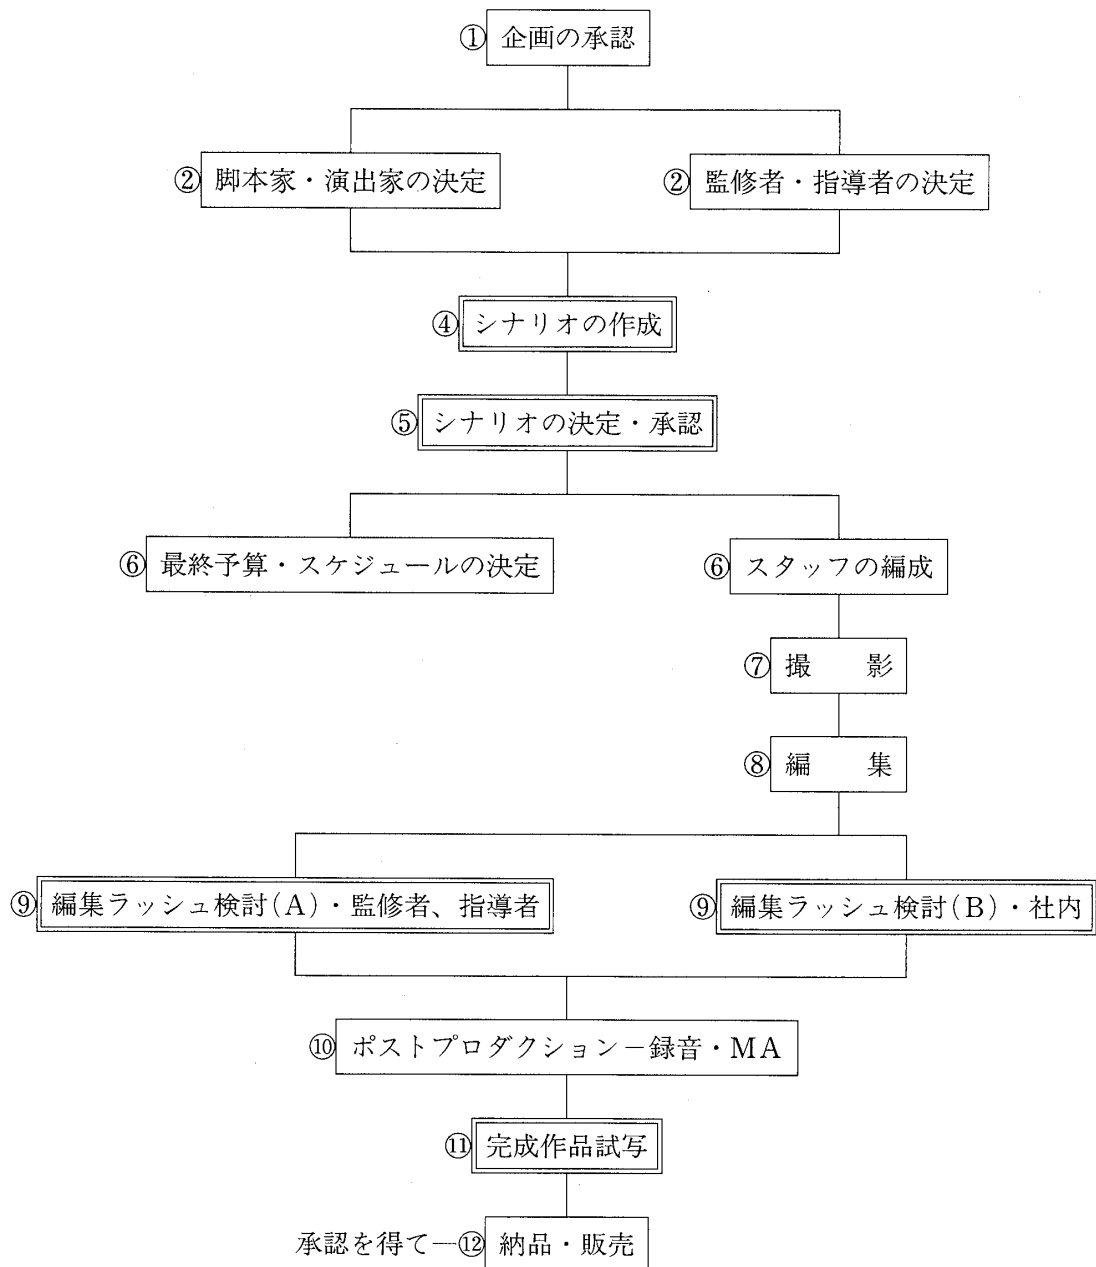 ①企画の承認
②脚本家・演出家の決定
②監修者・指導者の決定
④シナリオの作成
⑤シナリオの決定・承認
⑥最終予算・スケジュールの決定
⑥スタッフの編成
⑦撮　影
⑧編　集
⑨編集ラッシュ検討(A)・監修者、指導者
⑨編集ラッシュ検討(B)・社内
⑩ポストプロダクション－録音・MA
⑪完成作品試写
承認を得て―⑫納品・販売